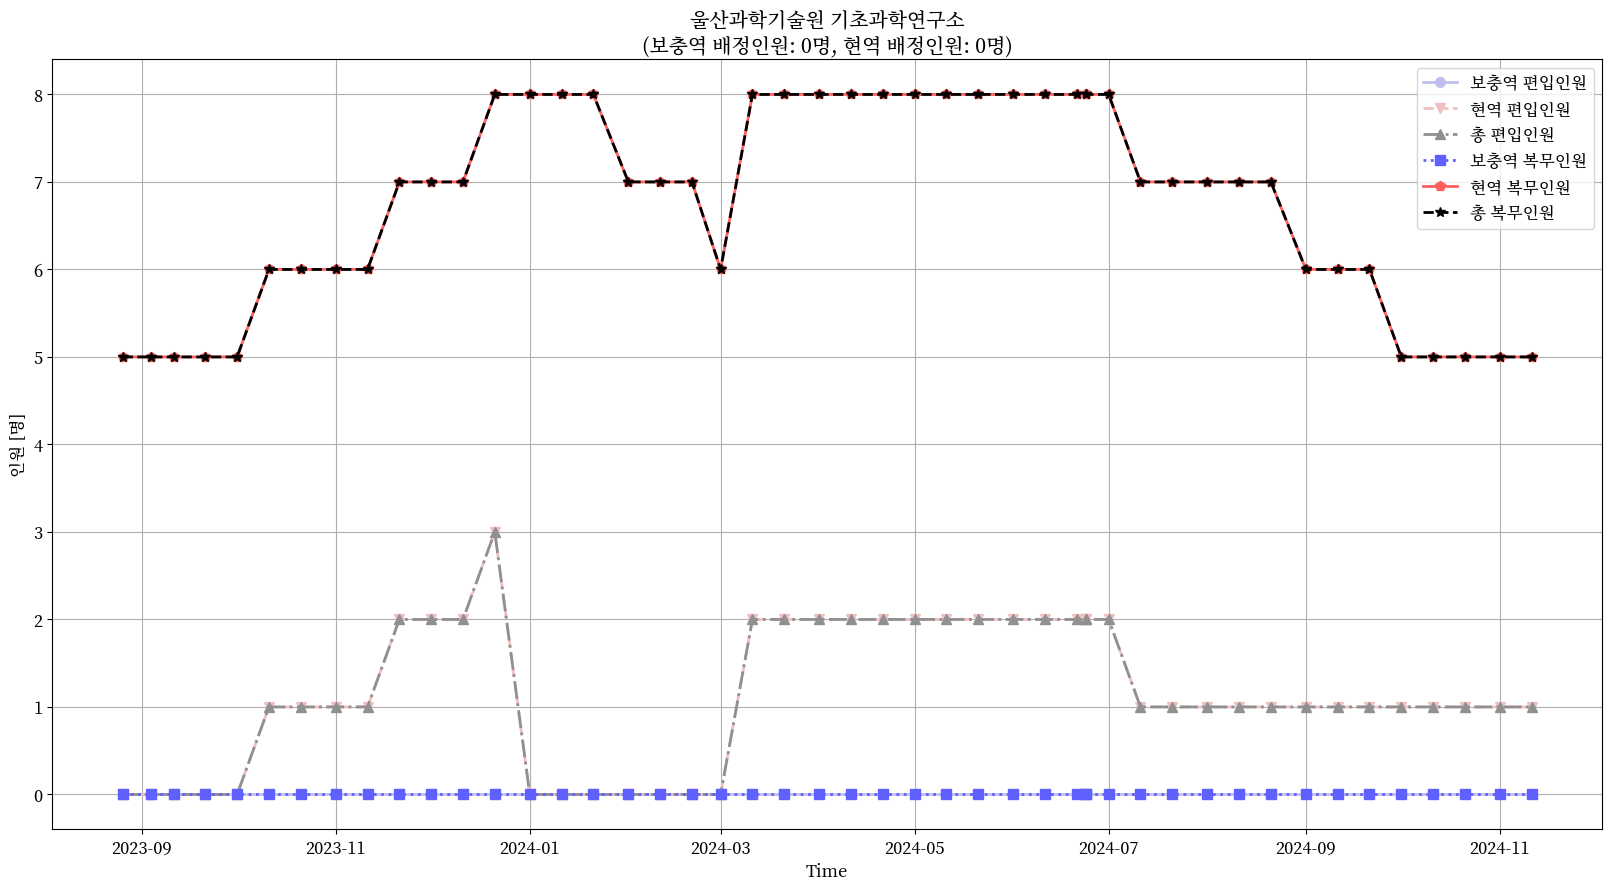 울산과학기술원 기초과학연구소
(보충역 배정인원: 0명, 현역 배정인원: 0명)
보충역 편입인원
현역 편입인원
총 편입인원
보충역 복무인원
현역 복무인원
총 복무인원
인원 [명]
8
7
6
5
4
3
2
1
0
2023-09
2023-11
2024-01
2024-03
2024-05
2024-07
2024-09
2024-11
Time